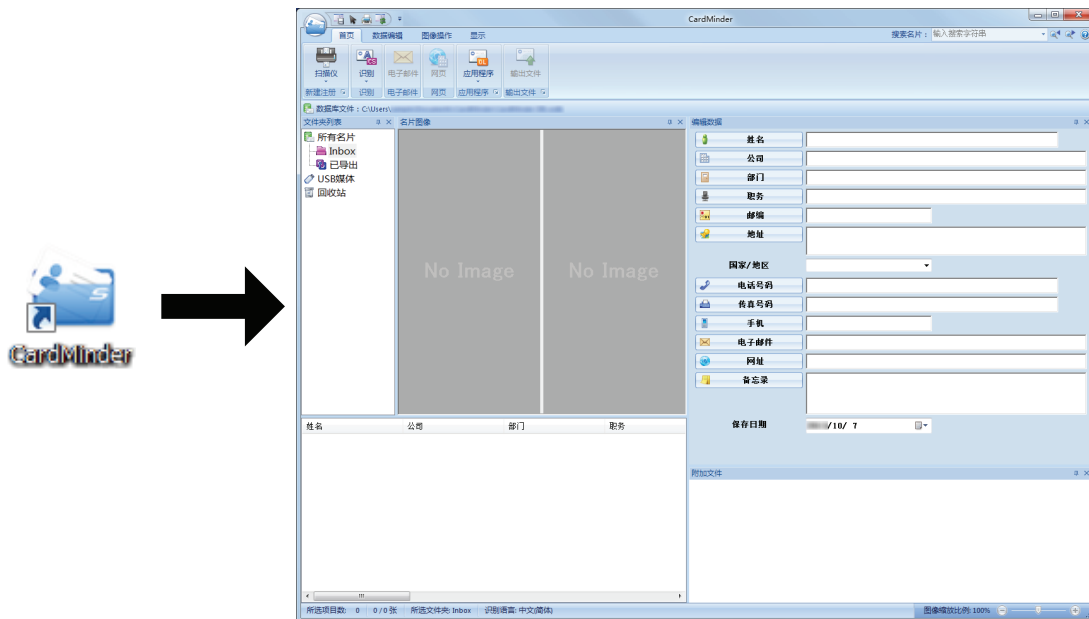 CardMinder
CardMinder
首页 数据编辑 图像操作 显示
搜索名片： 输入搜索字符串
扫描仪 识别 电子邮件 网页 应用程序 输出文件
新建注册 识别 电子邮件 网页 应用程序 输出文件
数据库文件：C:\Users\
文件夹列表 名片图像 编辑数据
所有名片
Inbox
已导出
USB媒体
回收站
No Image No Image
姓名
公司
部门
职务
邮编
地址
国家/地区
电话号码
传真号码
手机
电子邮件
网址
备忘录
保存日期 /10/ 7
姓名 公司 部门 职务
附加文件
所选项目数: 0 0/0张 所选文件夹: Inbox 识别语言: 中文(简体) 图像缩放比例: 100%